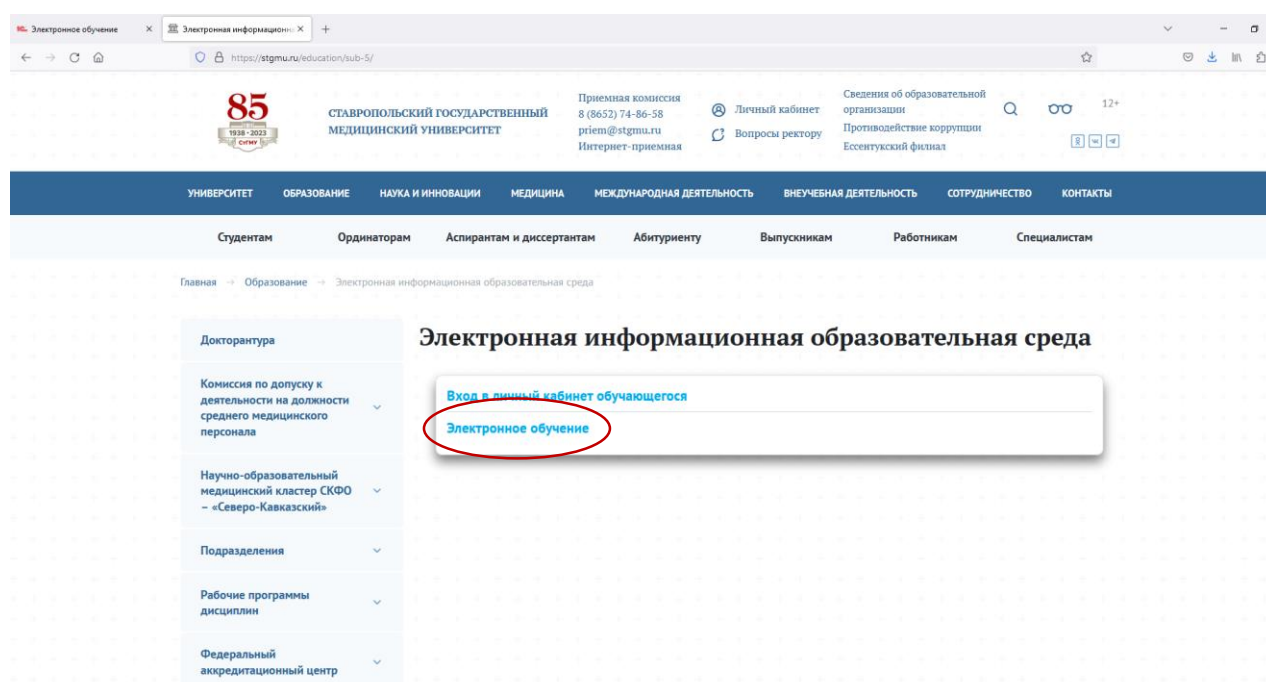 Электронное обучение
Электронная информационн
https://stgmu.ru/education/sub-5/
85
1938 - 2023
СтГМУ
СТАВРОПОЛЬСКИЙ ГОСУДАРСТВЕННЫЙ
МЕДИЦИНСКИЙ УНИВЕРСИТЕТ
Приемная комиссия
8 (8652) 74-86-58
priem@stgmu.ru
Интернет-приемная
Личный кабинет
Вопросы ректору
Сведения об образовательной
организации
Противодействие коррупции
Ессентукский филиал
12+
УНИВЕРСИТЕТ ОБРАЗОВАНИЕ НАУКА И ИННОВАЦИИ МЕДИЦИНА МЕЖДУНАРОДНАЯ ДЕЯТЕЛЬНОСТЬ ВНЕУЧЕБНАЯ ДЕЯТЕЛЬНОСТЬ СОТРУДНИЧЕСТВО КОНТАКТЫ
Студентам Ординаторам Аспирантам и диссертантам Абитуриенту Выпускникам Работникам Специалистам
Главная → Образование → Электронная информационная образовательная среда
Докторантура
Комиссия по допуску к
деятельности на должности
среднего медицинского
персонала
Научно-образовательный
медицинский кластер СКФО
– «Северо-Кавказский»
Подразделения
Рабочие программы
дисциплин
Федеральный
аккредитационный центр
Электронная информационная образовательная среда
Вход в личный кабинет обучающегося
Электронное обучение